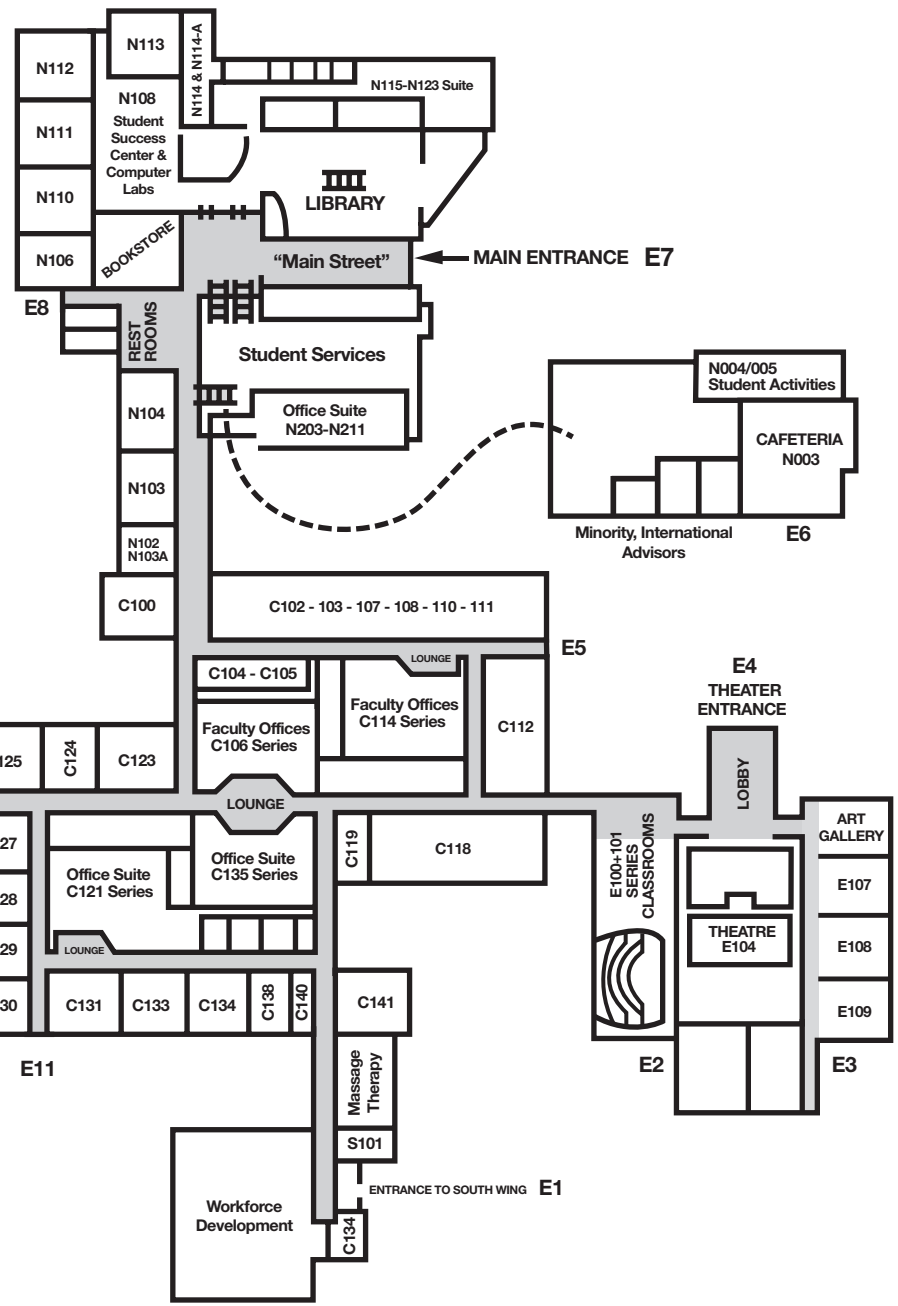 N112
N113
N114 & N114-A
N115-N123 Suite
N108
Student
Success
Center &
Computer
Labs
N111
N110
N106
BOOKSTORE
LIBRARY
“Main Street”
MAIN ENTRANCE E7
E8
REST
ROOMS
Student Services
Office Suite
N203-N211
N104
N103
N102
N103A
C100
N004/005
Student Activities
CAFETERIA
N003
Minority, International
Advisors
E6
C102 - 103 - 107 - 108 - 110 - 111
E5
LOUNGE
C104 - C105
Faculty Offices
C114 Series
Faculty Offices
C106 Series
C112
E4
THEATER
ENTRANCE
LOBBY
125
C124
C123
LOUNGE
27
28
29
30
Office Suite
C121 Series
Office Suite
C135 Series
C119
C118
E100+101
SERIES
CLASSROOMS
ART
GALLERY
E107
THEATRE
E104
E108
E109
LOUNGE
C131
C133
C134
C138
C140
C141
E11
E2
E3
Massage
Therapy
S101
ENTRANCE TO SOUTH WING E1
Workforce
Development
C134